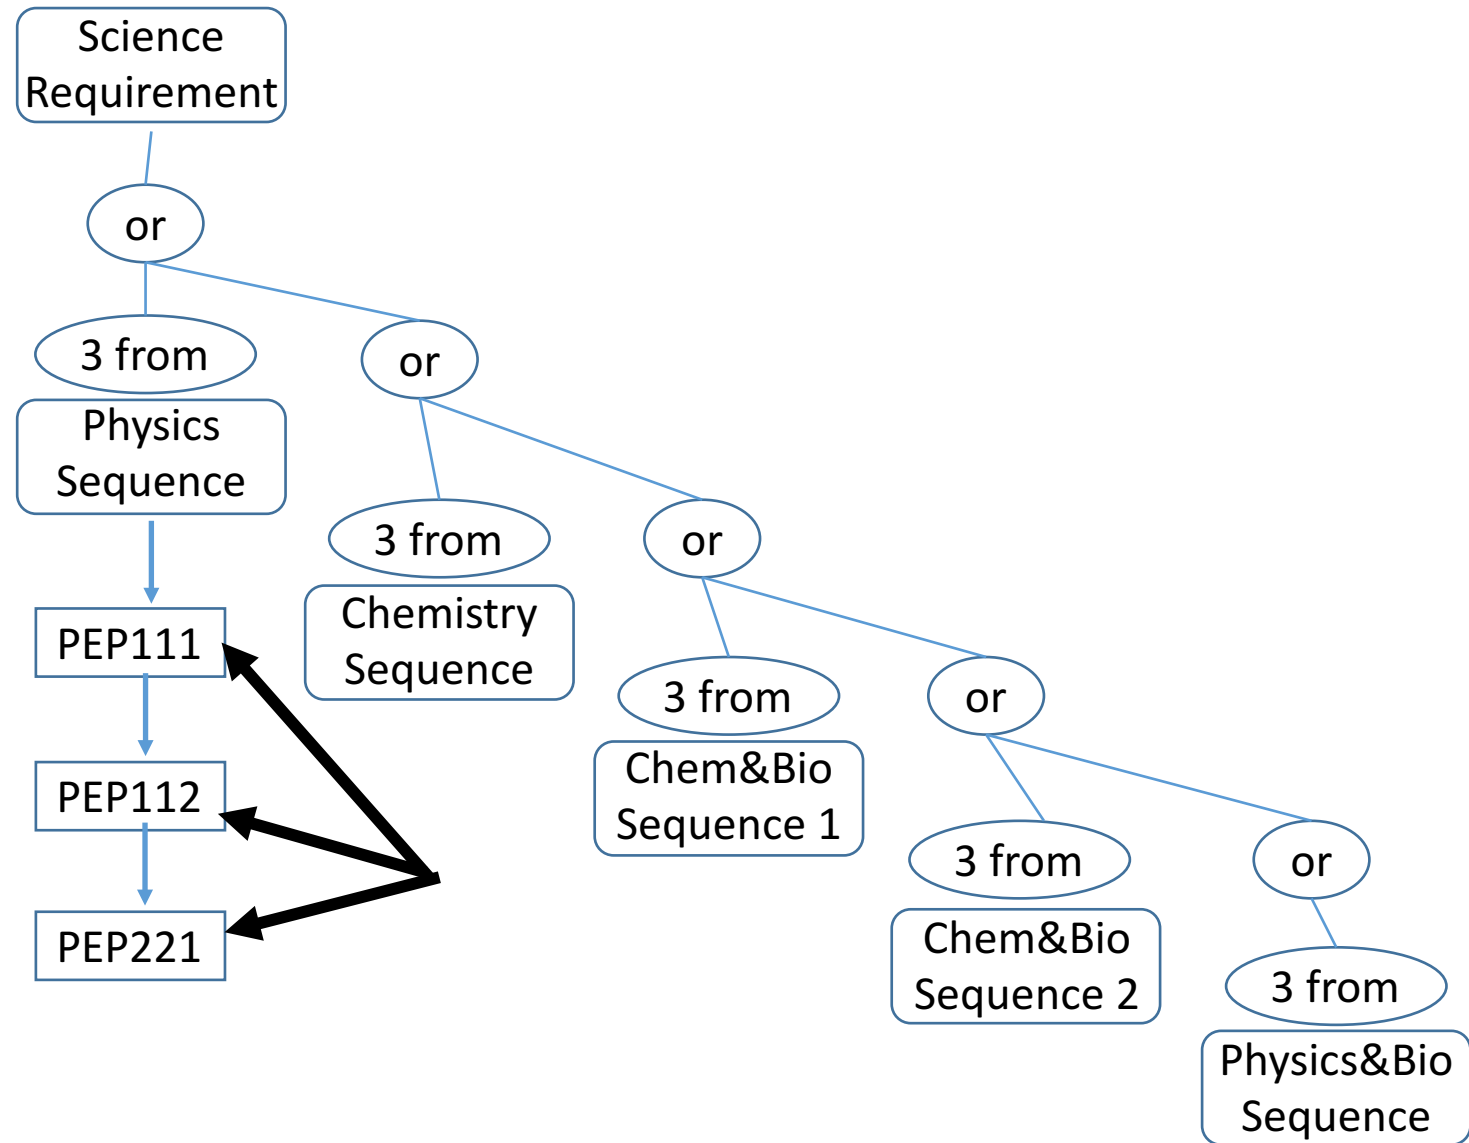 Science
Requirement
or
3 from
or
Physics
Sequence
3 from
or
Chemistry
Sequence
PEP111
3 from
or
Chem&Bio
Sequence 1
PEP112
3 from
or
Chem&Bio
Sequence 2
PEP221
3 from
Physics&Bio
Sequence